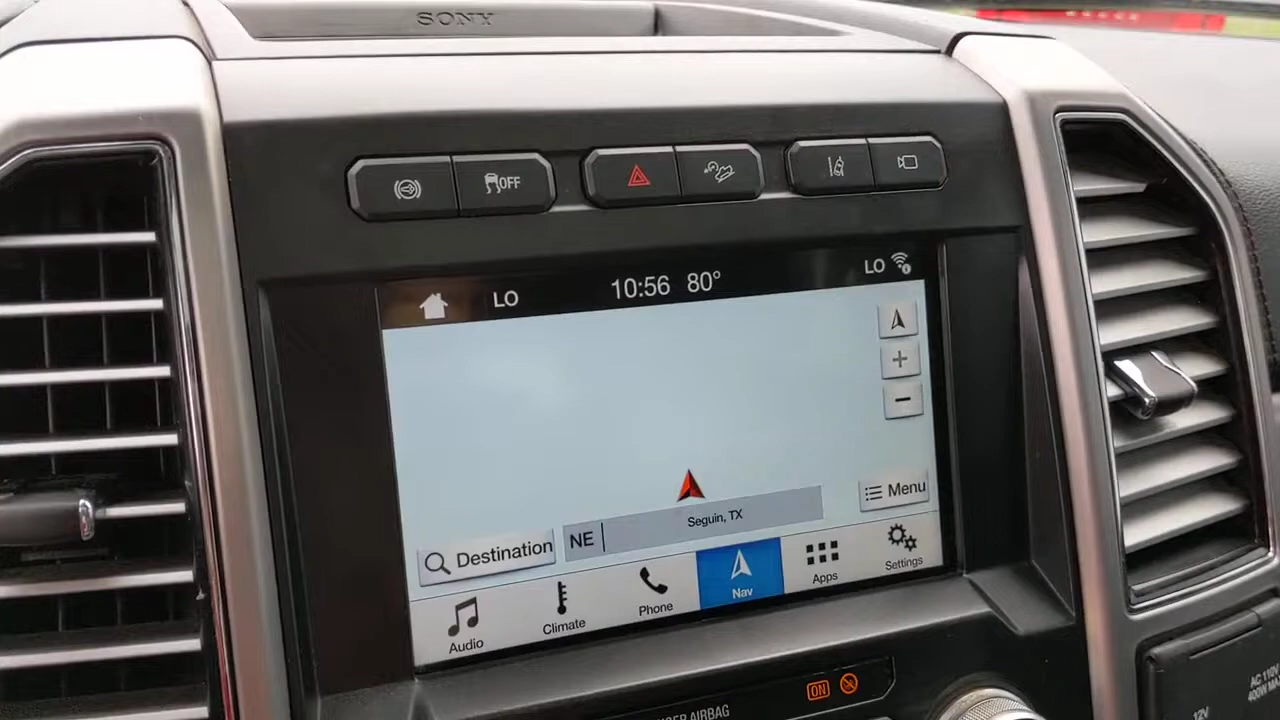 SONY
OFF
LO
10:56 80°
LO
Menu
NE
Seguin, TX
Destination
Audio
Climate
Phone
Nav
Apps
Settings
ON
AIRBAG
AC 110V
400W MAX
12V